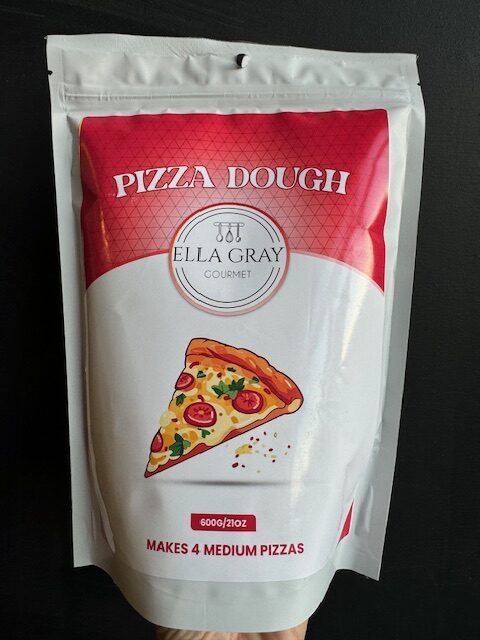 PIZZA DOUGH
ELLA GRAY
GOURMET
600G/21OZ
MAKES 4 MEDIUM PIZZAS